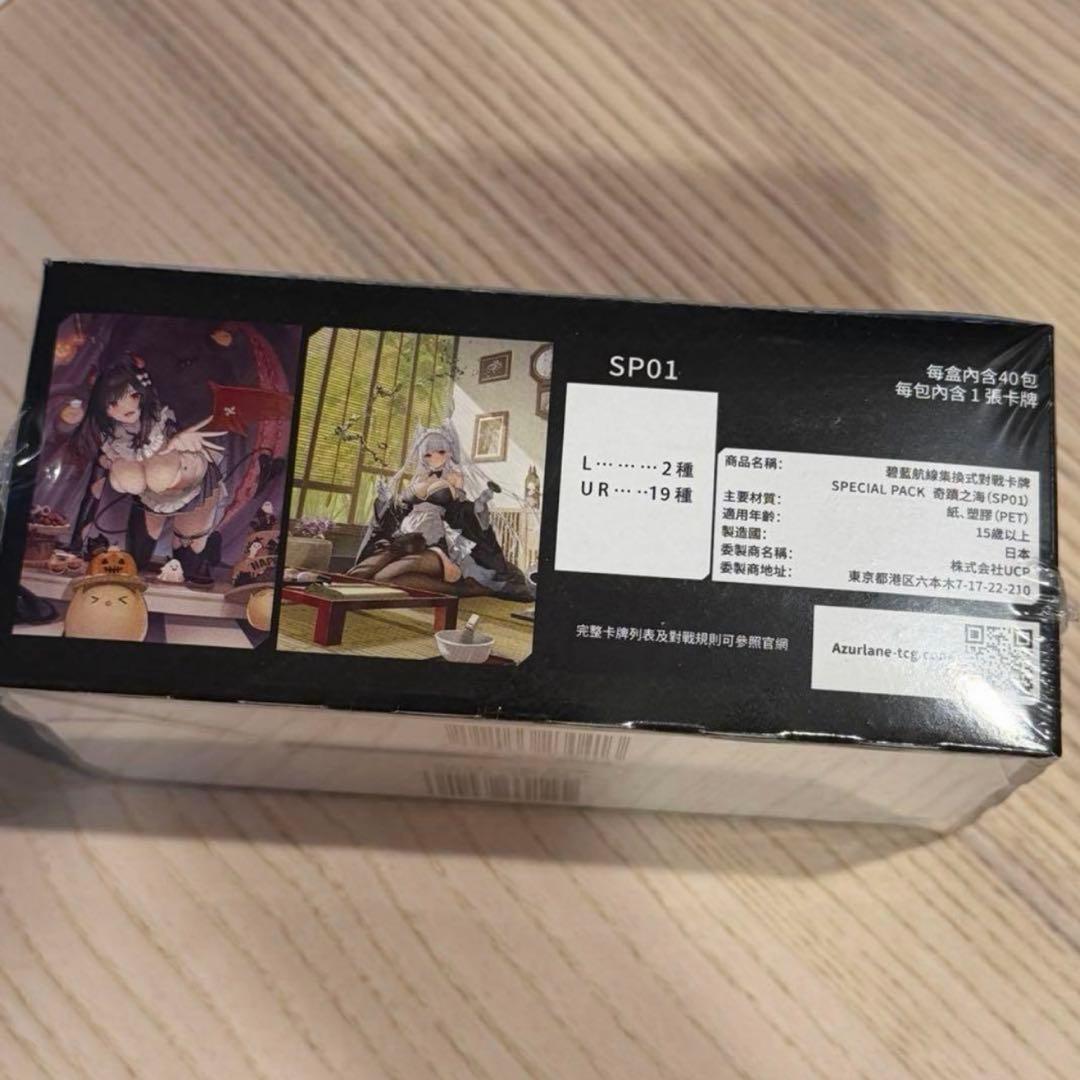 SP01
每盒內含40包
每包內含1張卡牌
L………2種
UR…‥19種
商品名稱： 碧藍航線集換式對戰卡牌
SPECIAL PACK 奇蹟之海（SP01）
主要材質： 紙、塑膠（PET）
適用年齡： 15歲以上
製造國： 日本
委製商名稱： 株式会社UCP
委製商地址： 東京都港区六本木7-17-22-210
完整卡牌列表及對戰規則可參照官網
Azurlane-tcg.com